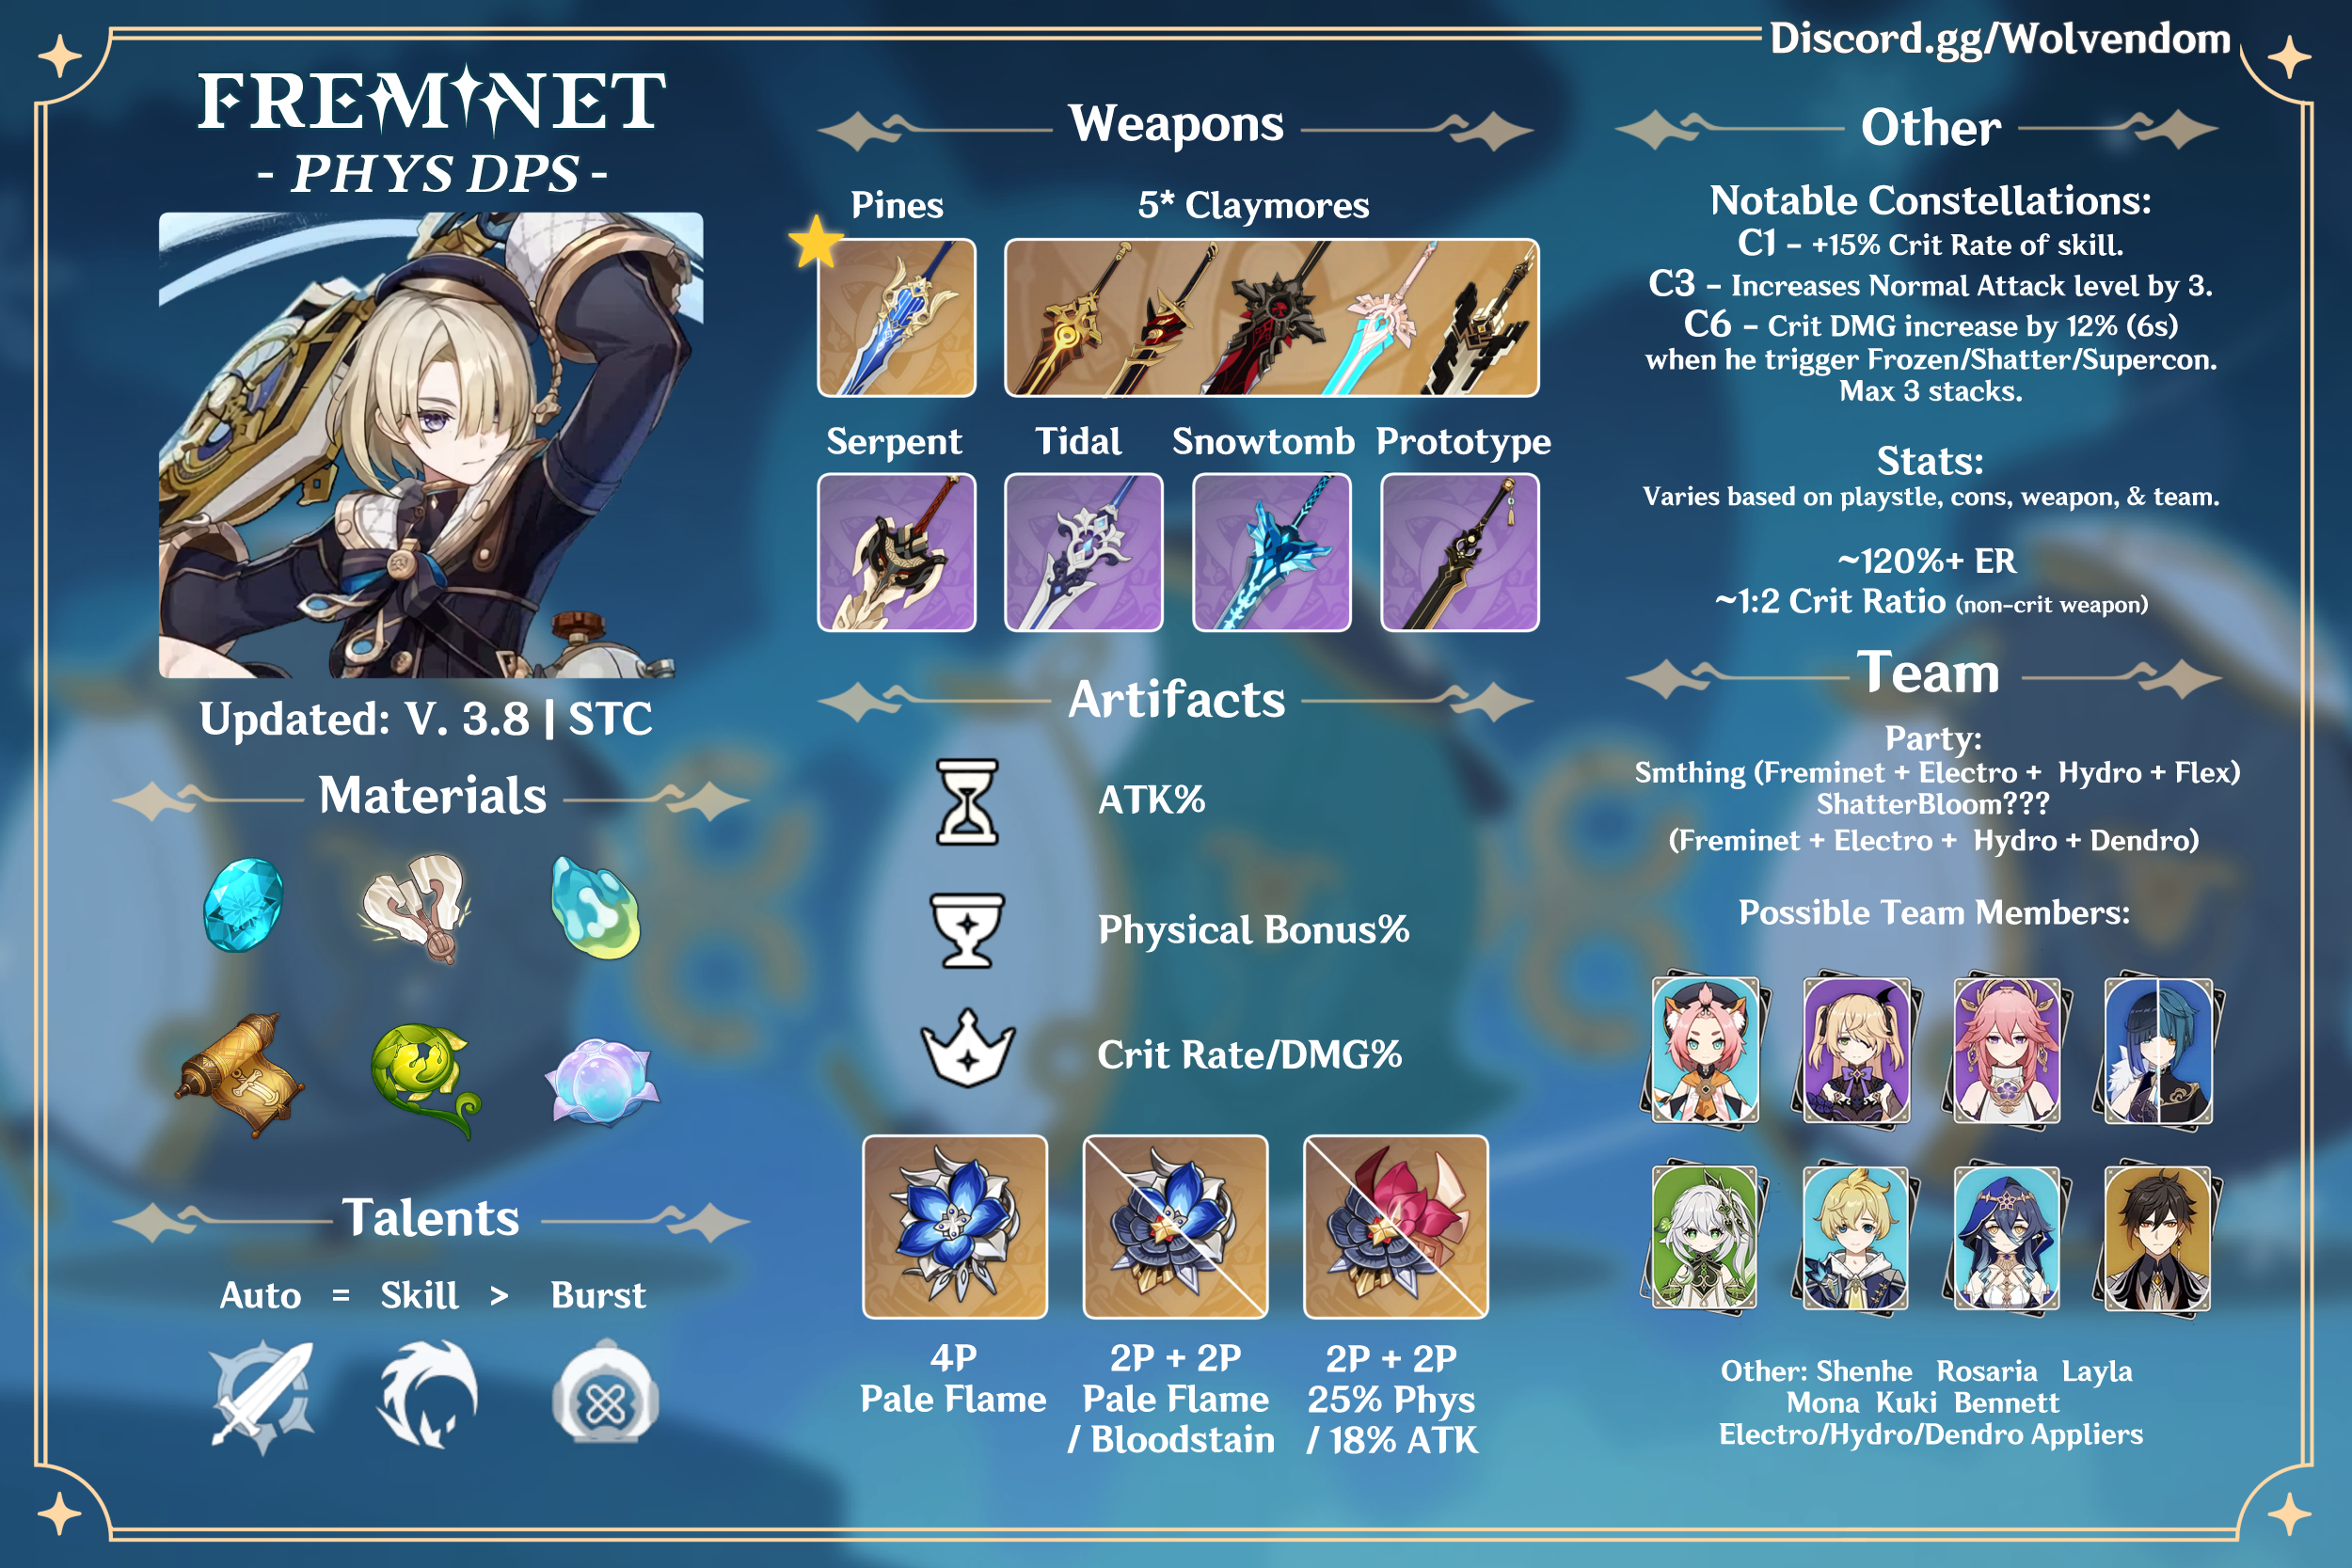 Discord.gg/Wolvendom
FREMINET
- PHYS DPS -
Updated: V. 3.8 | STC
Materials
Talents
Auto = Skill > Burst
Weapons
Pines
5* Claymores
Serpent
Tidal
Snowtomb
Prototype
Artifacts
ATK%
Physical Bonus%
Crit Rate/DMG%
4P
Pale Flame
2P + 2P
Pale Flame
/ Bloodstain
2P + 2P
25% Phys
/ 18% ATK
Other
Notable Constellations:
C1 - +15% Crit Rate of skill.
C3 - Increases Normal Attack level by 3.
C6 - Crit DMG increase by 12% (6s)
when he trigger Frozen/Shatter/Supercon.
Max 3 stacks.
Stats:
Varies based on playstle, cons, weapon, & team.
~120%+ ER
~1:2 Crit Ratio (non-crit weapon)
Team
Party:
Smthing (Freminet + Electro + Hydro + Flex)
ShatterBloom???
(Freminet + Electro + Hydro + Dendro)
Possible Team Members:
Other: Shenhe Rosaria Layla
Mona Kuki Bennett
Electro/Hydro/Dendro Appliers